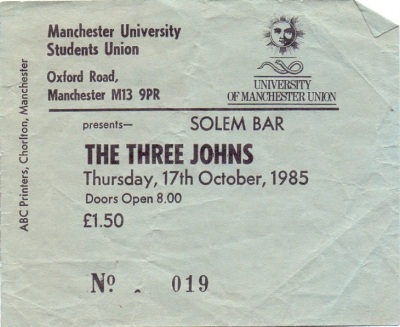 Manchester University
Students Union
Oxford Road,
Manchester M13 9PR
UNIVERSITY
OF MANCHESTER UNION
presents— SOLEM BAR
THE THREE JOHNS
Thursday, 17th October, 1985
Doors Open 8.00
£1.50
No 019
ABC Printers, Chorlton, Manchester